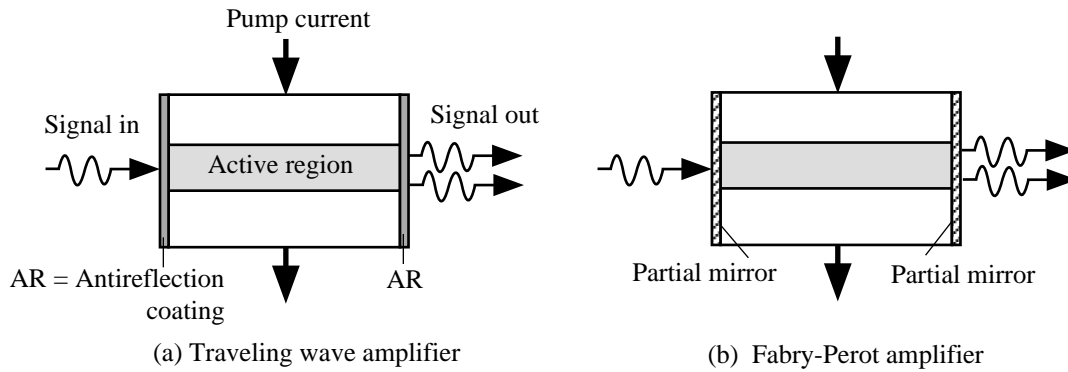 Pump current
Signal in
Signal out
Active region
AR = Antireflection
coating
AR
(a) Traveling wave amplifier
Partial mirror
Partial mirror
(b) Fabry-Perot amplifier